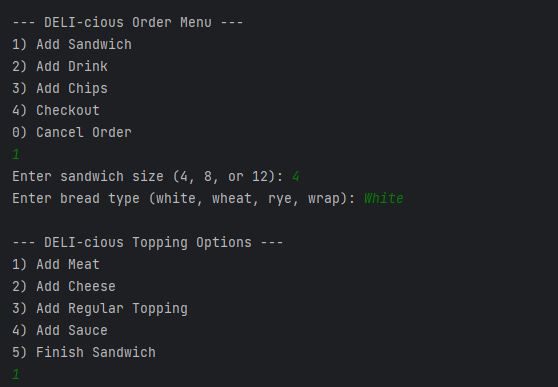 --- DELI-cious Order Menu ---
1) Add Sandwich
2) Add Drink
3) Add Chips
4) Checkout
0) Cancel Order
1
Enter sandwich size (4, 8, or 12): 4
Enter bread type (white, wheat, rye, wrap): White
--- DELI-cious Topping Options ---
1) Add Meat
2) Add Cheese
3) Add Regular Topping
4) Add Sauce
5) Finish Sandwich
1